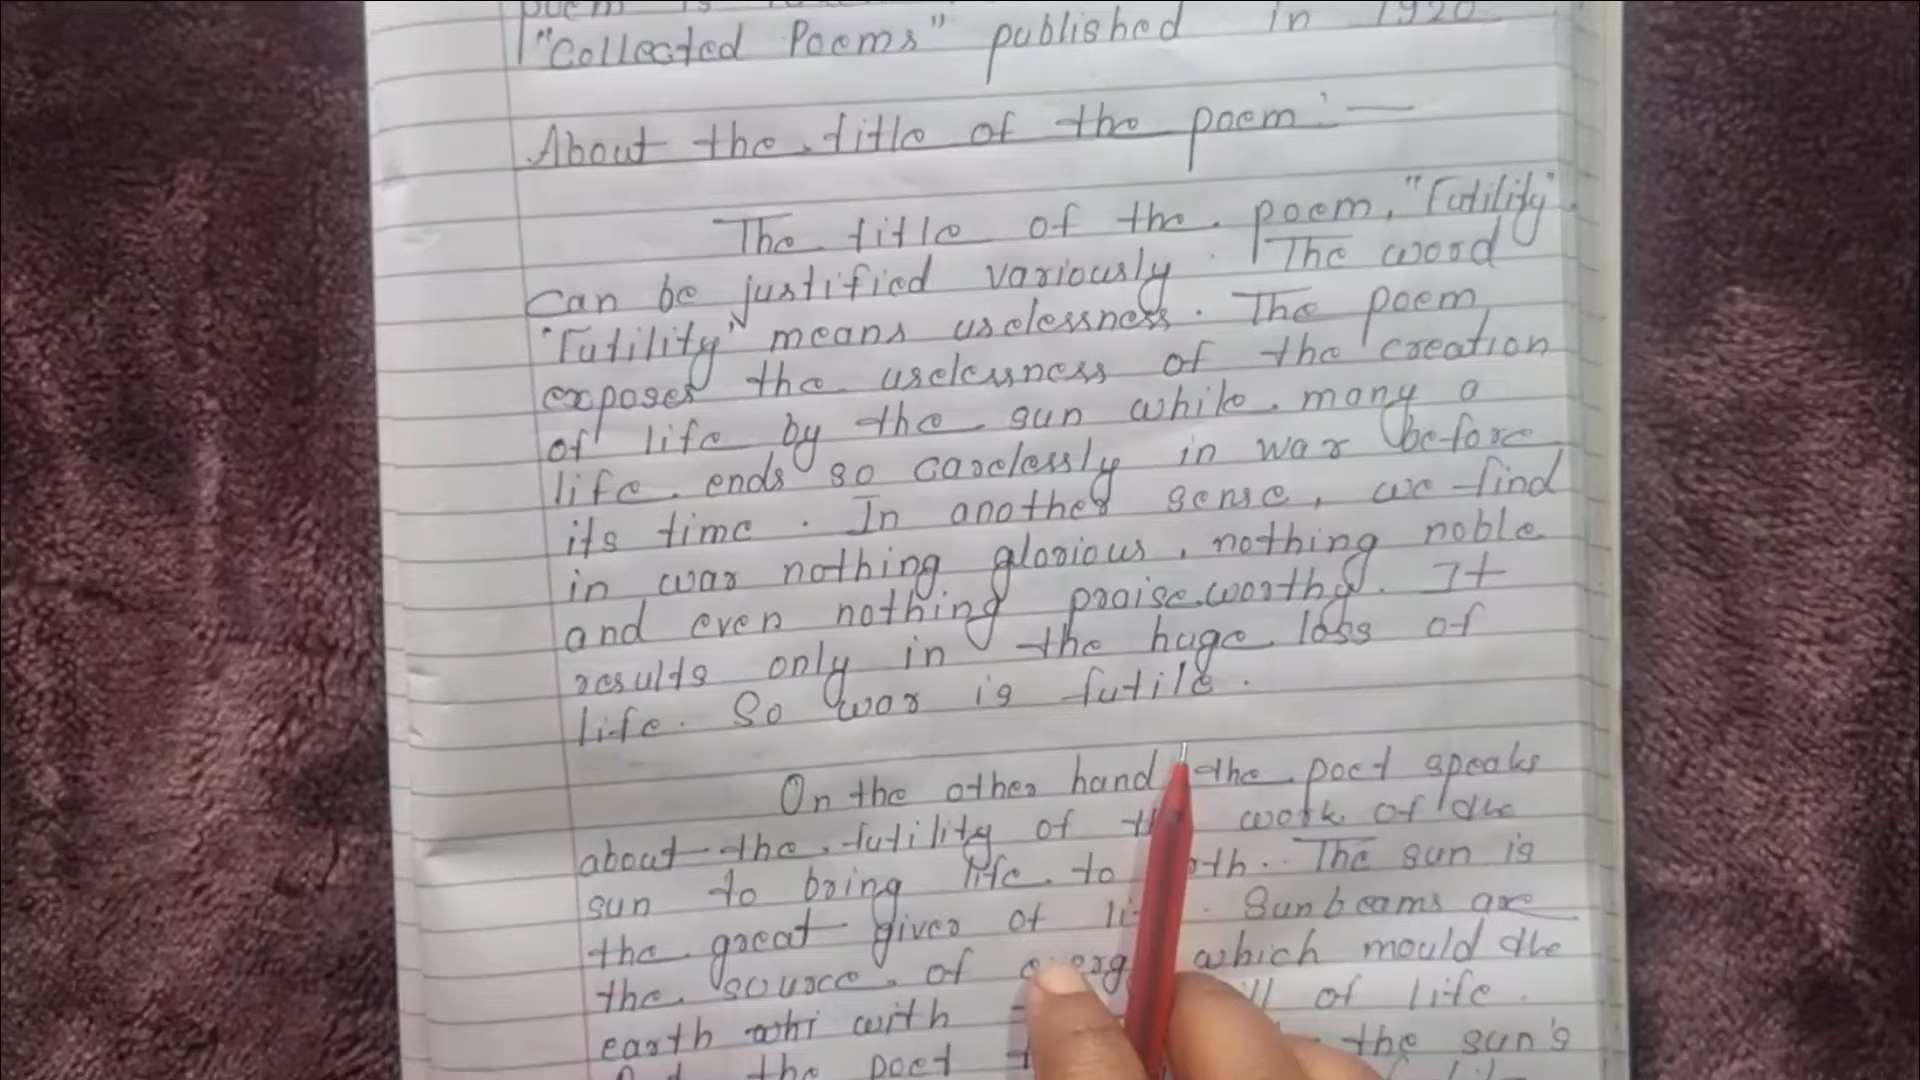 poem is
"Collected Poems" published in 1920
About the title of the poem :—
The title of the poem, "Futility"
can be justified variously. The word
"Futility" means uselessness. The poem
exposes the uselessness of the creation
of life by the sun while many a
life ends so carelessly in war before
its time. In another sense, we find
in war nothing glorious, nothing noble
and even nothing praiseworthy. It
results only in the huge loss of
life. So war is futile.
On the other hand the poet speaks
about the futility of the work of the
sun to bring life to. The sun is
the great giver of. Sunbeams are
the source of which mould the
earth with of life.
the poet the sun's